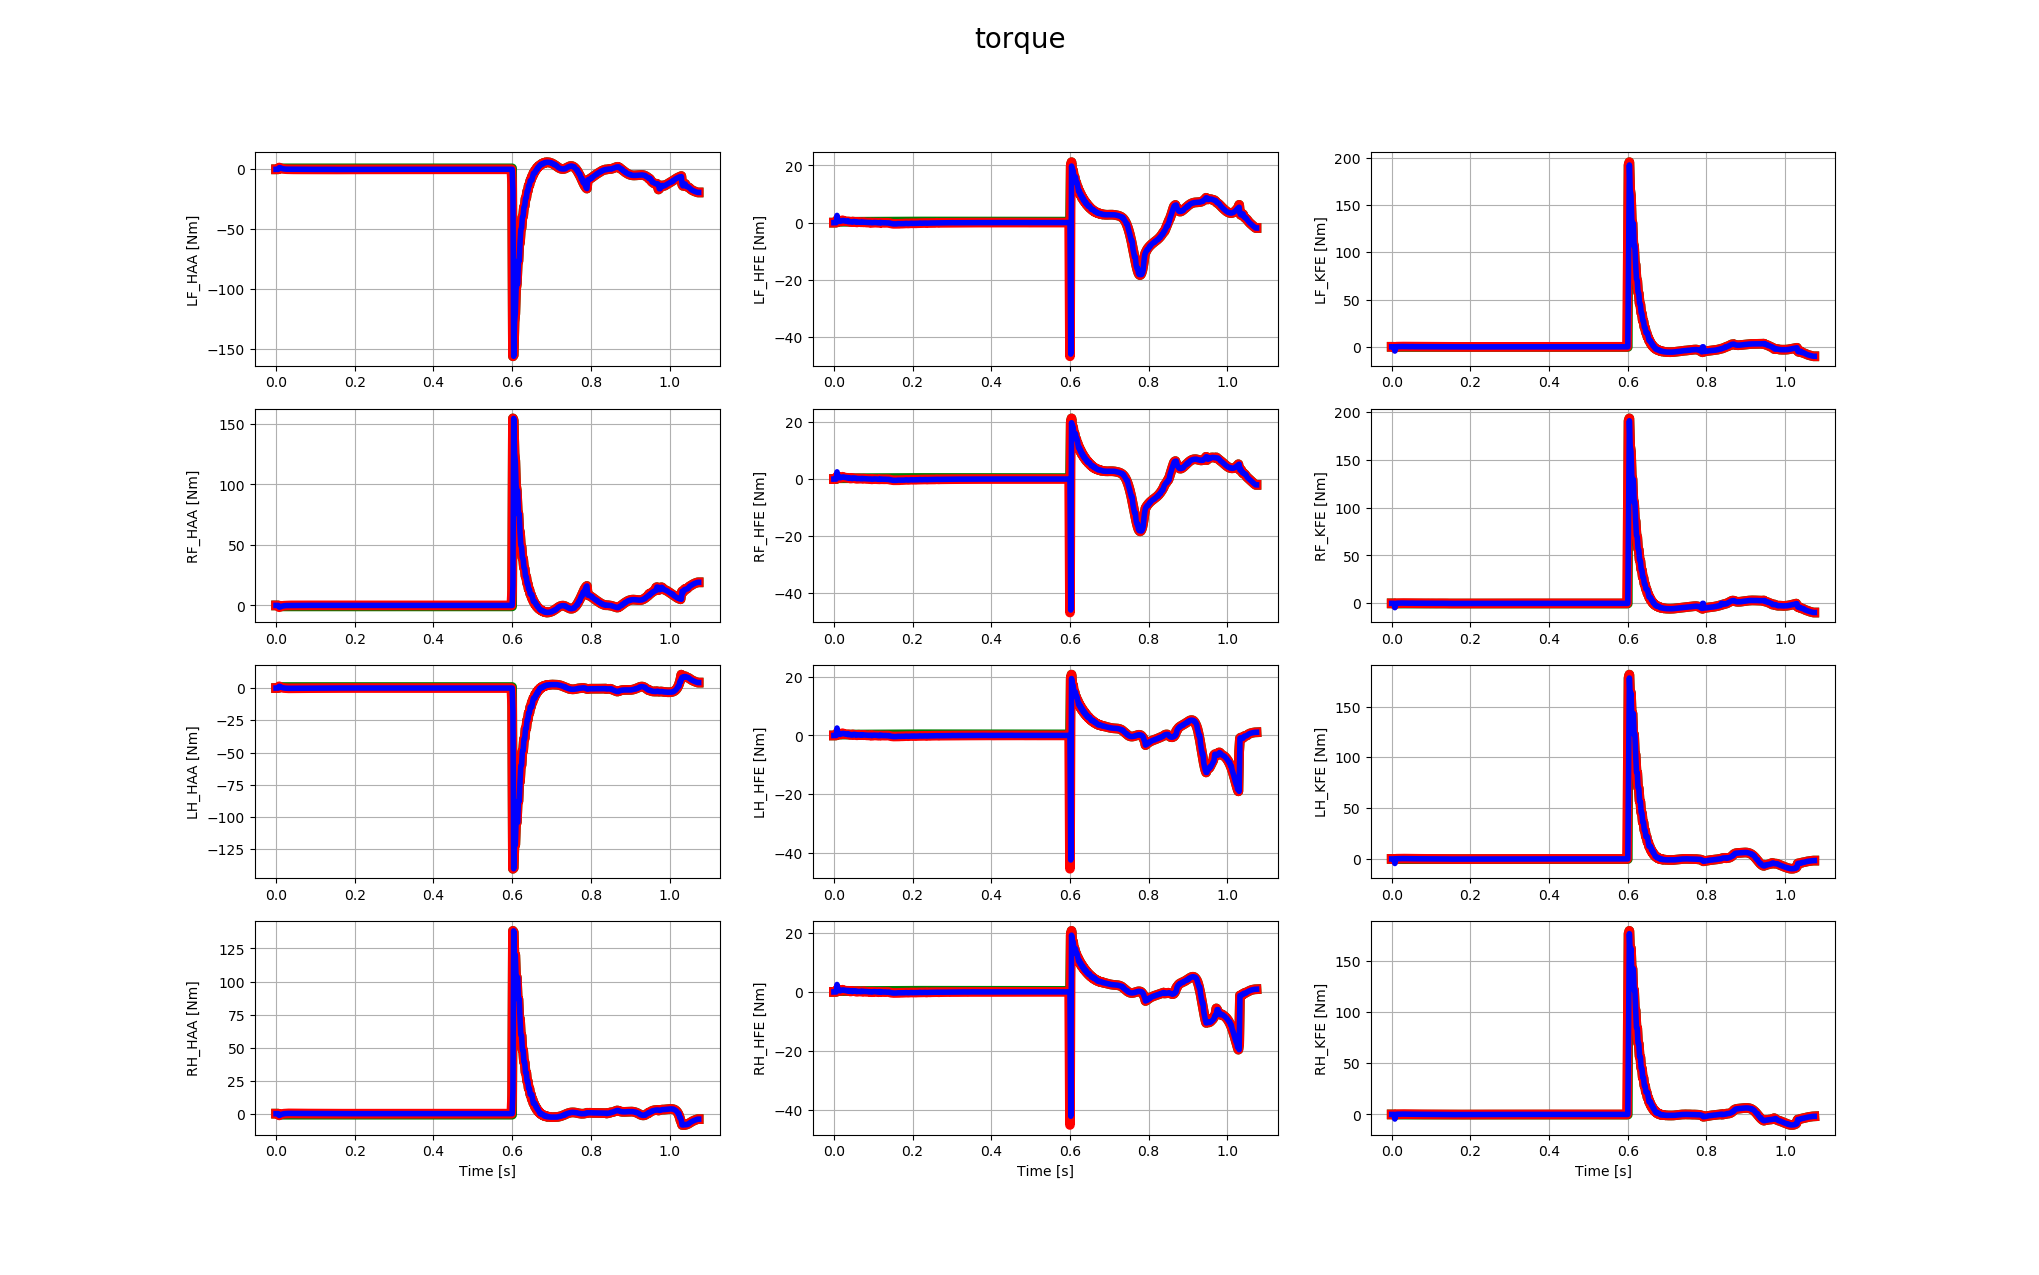 torque
LF_HAA [Nm]
0
−50
−100
−150
0.0 0.2 0.4 0.6 0.8 1.0
LF_HFE [Nm]
20
0
−20
−40
0.0 0.2 0.4 0.6 0.8 1.0
LF_KFE [Nm]
200
150
100
50
0
0.0 0.2 0.4 0.6 0.8 1.0
RF_HAA [Nm]
150
100
50
0
0.0 0.2 0.4 0.6 0.8 1.0
RF_HFE [Nm]
20
0
−20
−40
0.0 0.2 0.4 0.6 0.8 1.0
RF_KFE [Nm]
200
150
100
50
0
0.0 0.2 0.4 0.6 0.8 1.0
LH_HAA [Nm]
0
−25
−50
−75
−100
−125
0.0 0.2 0.4 0.6 0.8 1.0
LH_HFE [Nm]
20
0
−20
−40
0.0 0.2 0.4 0.6 0.8 1.0
LH_KFE [Nm]
150
100
50
0
0.0 0.2 0.4 0.6 0.8 1.0
RH_HAA [Nm]
125
100
75
50
25
0
0.0 0.2 0.4 0.6 0.8 1.0
Time [s]
RH_HFE [Nm]
20
0
−20
−40
0.0 0.2 0.4 0.6 0.8 1.0
Time [s]
RH_KFE [Nm]
150
100
50
0
0.0 0.2 0.4 0.6 0.8 1.0
Time [s]